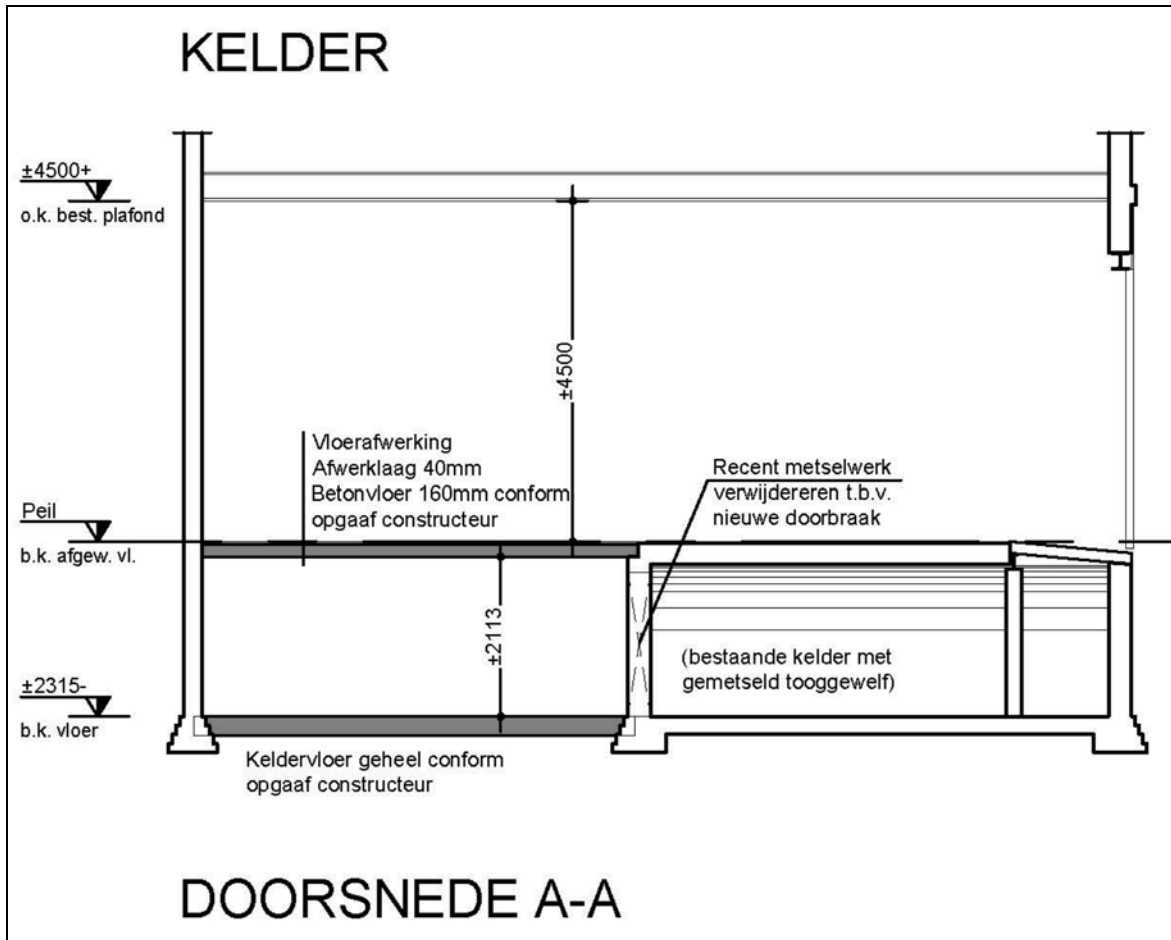 KELDER
±4500+
o.k. best. plafond
±4500
Vloerafwerking
Afwerklaag 40mm
Betonvloer 160mm conform
opgaaf constructeur
Recent metselwerk
verwijdereren t.b.v.
nieuwe doorbraak
Peil
b.k. afgew. vl.
±2113
(bestaande kelder met
gemetseld tooggewelf)
±2315-
b.k. vloer
Keldervloer geheel conform
opgaaf constructeur
DOORSNEDE A-A